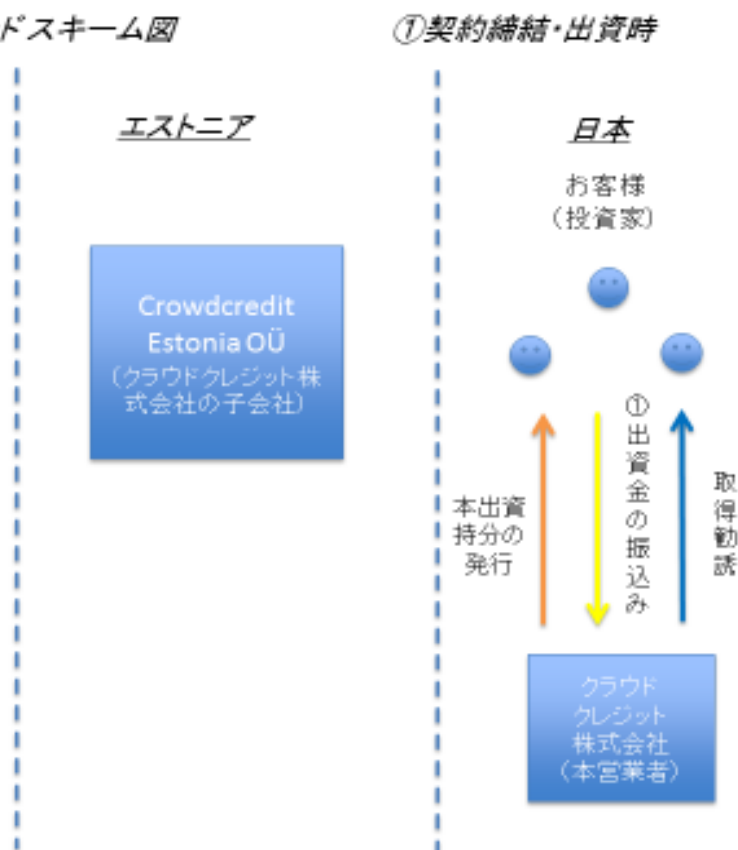 ドスキーム図
①契約締結・出資時
エストニア
日本
お客様
（投資家）
Crowdcredit
Estonia OÜ
（クラウドクレジット株
式会社の子会社）
①出資金の振込み
本出資
持分の
発行
取得勧誘
クラウド
クレジット
株式会社
（本営業者）